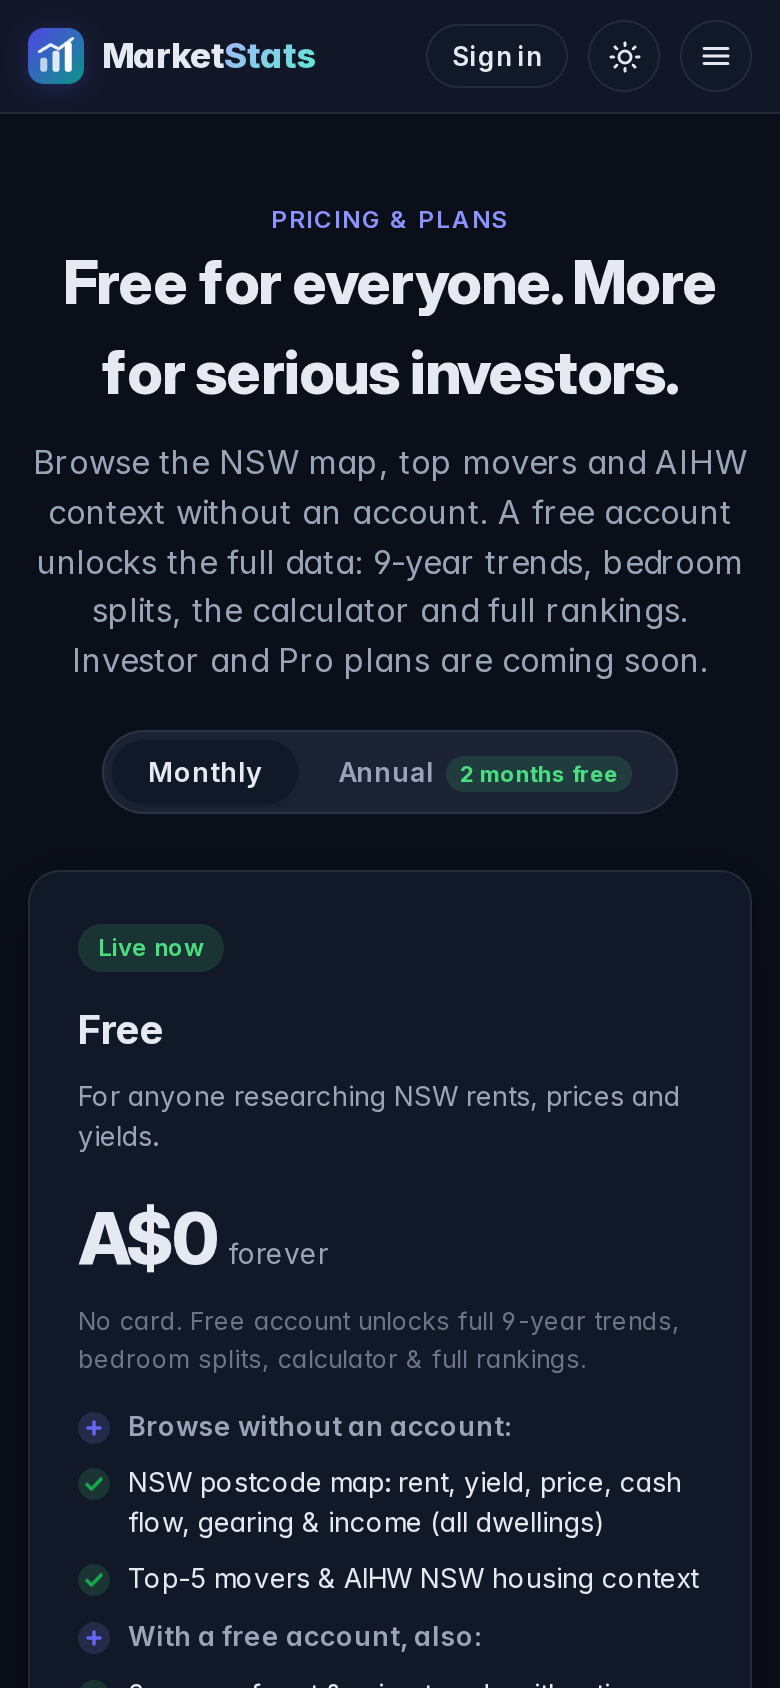 MarketStats
Sign in
PRICING & PLANS
Free for everyone. More
for serious investors.
Browse the NSW map, top movers and AIHW
context without an account. A free account
unlocks the full data: 9-year trends, bedroom
splits, the calculator and full rankings.
Investor and Pro plans are coming soon.
Monthly
Annual 2 months free
Live now
Free
For anyone researching NSW rents, prices and
yields.
A$0 forever
No card. Free account unlocks full 9-year trends,
bedroom splits, calculator & full rankings.
Browse without an account:
NSW postcode map: rent, yield, price, cash
flow, gearing & income (all dwellings)
Top-5 movers & AIHW NSW housing context
With a free account, also: